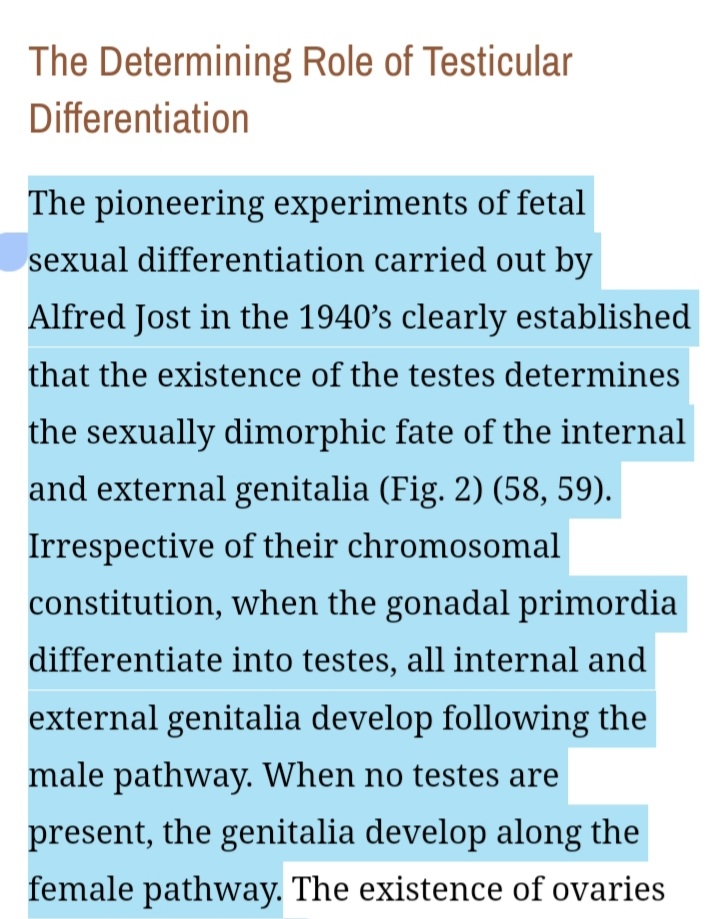 The Determining Role of Testicular
Differentiation
The pioneering experiments of fetal
sexual differentiation carried out by
Alfred Jost in the 1940’s clearly established
that the existence of the testes determines
the sexually dimorphic fate of the internal
and external genitalia (Fig. 2) (58, 59).
Irrespective of their chromosomal
constitution, when the gonadal primordia
differentiate into testes, all internal and
external genitalia develop following the
male pathway. When no testes are
present, the genitalia develop along the
female pathway. The existence of ovaries